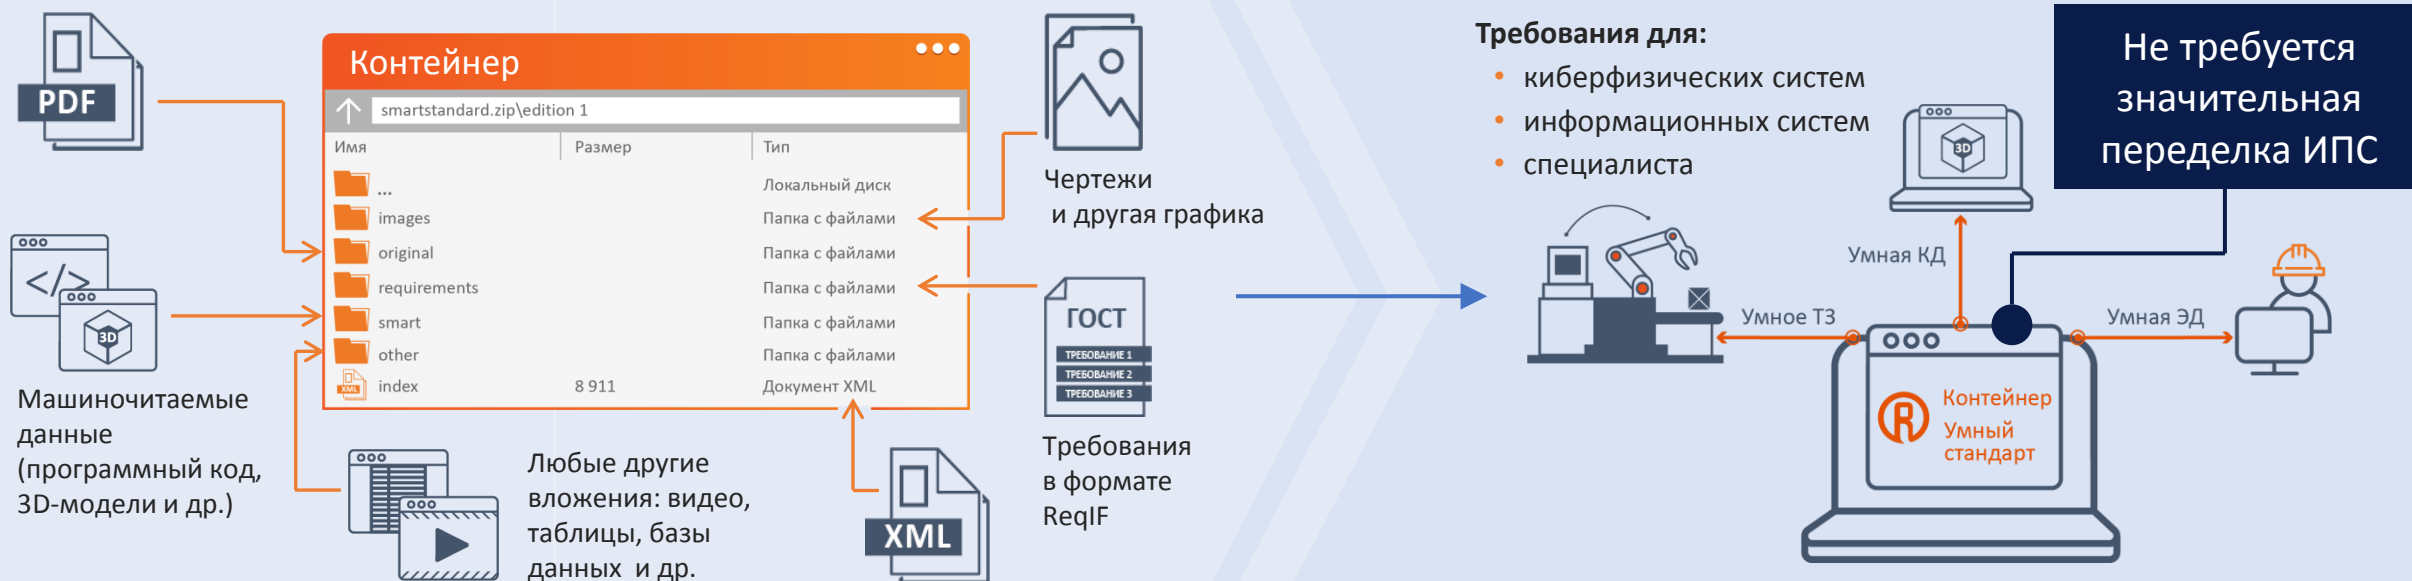 PDF
Контейнер
smartstandard.zip\edition 1
Имя Размер Тип
... Локальный диск
images Папка с файлами
original Папка с файлами
requirements Папка с файлами
smart Папка с файлами
other Папка с файлами
XML index 8 911 Документ XML
</>
3D
Машиночитаемые
данные
(программный код,
3D-модели и др.)
Любые другие
вложения: видео,
таблицы, базы
данных и др.
XML
Чертежи
и другая графика
ГОСТ
ТРЕБОВАНИЕ 1
ТРЕБОВАНИЕ 2
ТРЕБОВАНИЕ 3
Требования
в формате
ReqIF
Требования для:
• киберфизических систем
• информационных систем
• специалиста
3D
Не требуется
значительная
переделка ИПС
Умная КД
Умное ТЗ
Умная ЭД
R
Контейнер
Умный
стандарт